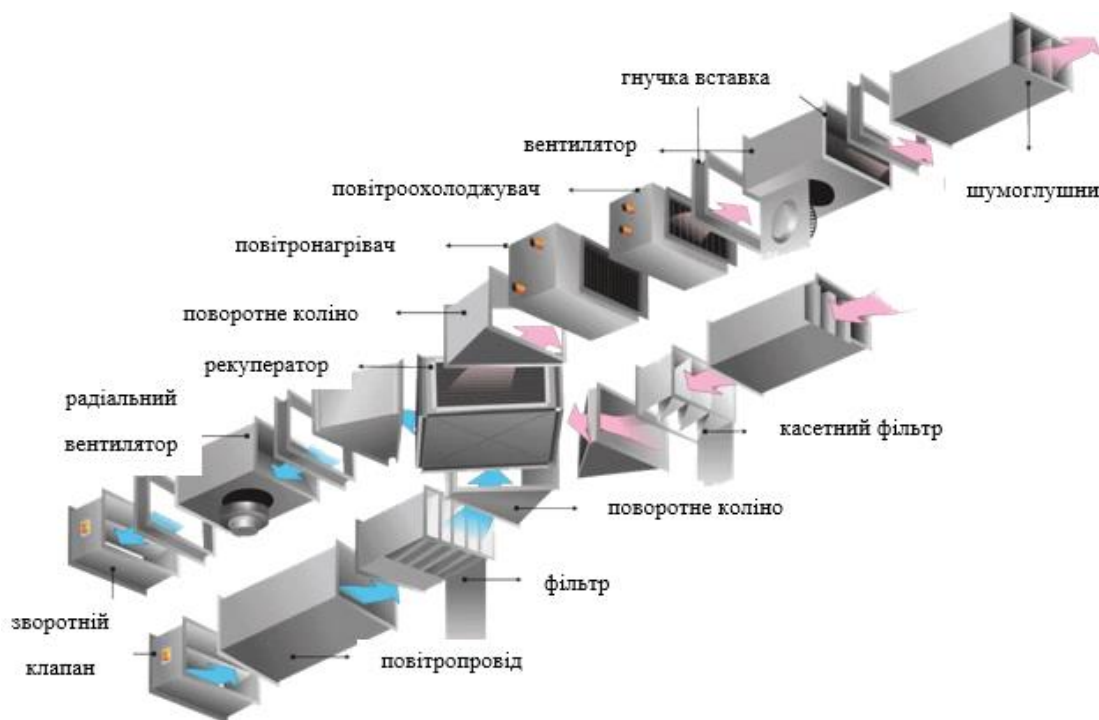 гнучка вставка
вентилятор
повітроохолоджувач
шумоглушни
повітронагрівач
поворотне коліно
рекуператор
радіальний
вентилятор
касетний фільтр
поворотне коліно
фільтр
зворотній
клапан
повітропровід